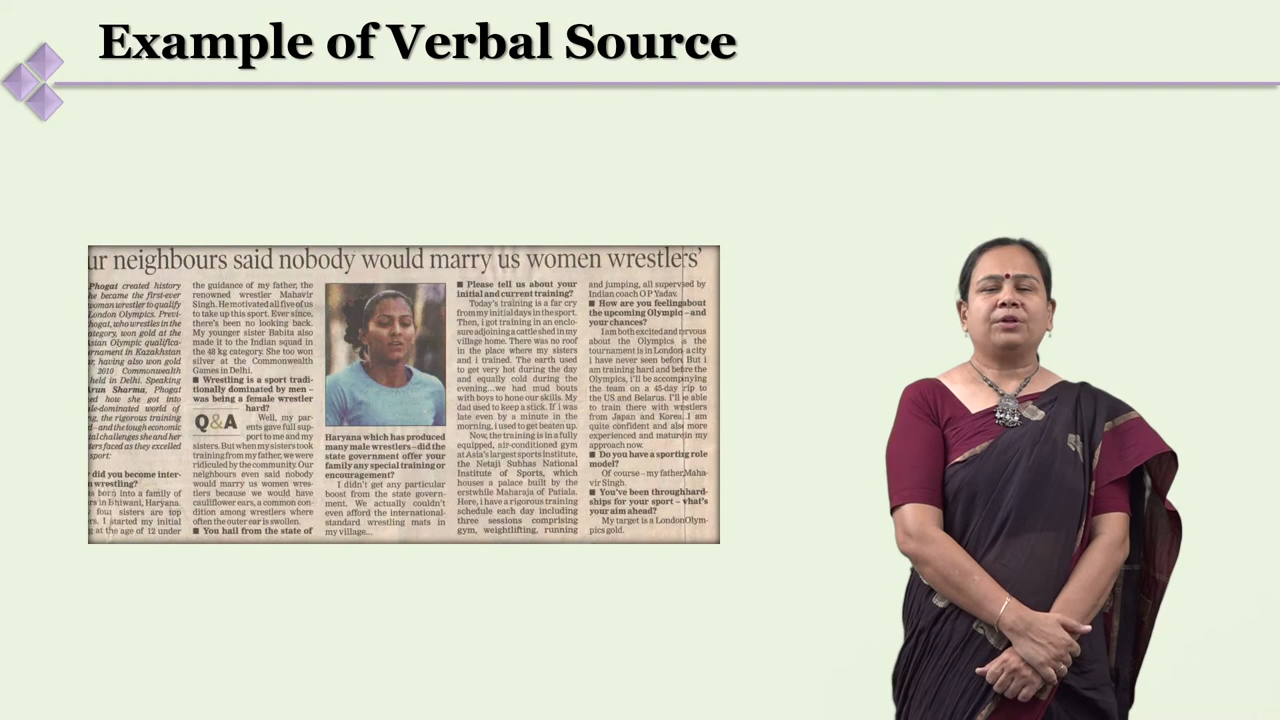 Example of Verbal Source
ur neighbours said nobody would marry us women wrestlers'
Phogat created history
he became the first-ever
woman wrestler to qualify
London Olympics. Previ-
hogat, who wrestles in the
ategory, won gold at the
Asian Olympic qualifica-
urnament in Kazakhstan
r, having also won gold
2010 Commonwealth
held in Delhi. Speaking
Arun Sharma, Phogat
ed how she got into
le-dominated world of
ng, the rigorous training
d – and the tough economic
ial challenges she and her
ters faced as they excelled
sport:
did you become inter-
n wrestling?
s born into a family of
ers in Bhiwani, Haryana.
four sisters are top
ers. I started my initial
g at the age of 12 under
the guidance of my father, the
renowned wrestler Mahavir
Singh. He motivated all five of us
to take up this sport. Ever since,
there's been no looking back.
My younger sister Babita also
made it to the Indian squad in
the 48 kg category. She too won
silver at the Commonwealth
Games in Delhi.
■ Wrestling is a sport tradi-
tionally dominated by men –
was being a female wrestler
hard?
Q&A
Well, my par-
ents gave full sup-
port to me and my
sisters. But when my sisters took
training from my father, we were
ridiculed by the community. Our
neighbours even said nobody
would marry us women wres-
tlers because we would have
cauliflower ears, a common con-
dition among wrestlers where
often the outer ear is swollen.
■ You hail from the state of
Haryana which has produced
many male wrestlers – did the
state government offer your
family any special training or
encouragement?
I didn't get any particular
boost from the state govern-
ment. We actually couldn't
even afford the international-
standard wrestling mats in
my village...
■ Please tell us about your
initial and current training?
Today's training is a far cry
from my initial days in the sport.
Then, i got training in an enclo-
sure adjoining a cattle shed in my
village home. There was no roof
in the place where my sisters
and i trained. The earth used
to get very hot during the day
and equally cold during the
evening...we had mud bouts
with boys to hone our skills. My
dad used to keep a stick. If i was
late even by a minute in the
morning, i used to get beaten up.
Now, the training is in a fully
equipped, air-conditioned gym
at Asia's largest sports institute,
the Netaji Subhas National
Institute of Sports, which
houses a palace built by the
erstwhile Maharaja of Patiala.
Here, i have a rigorous training
schedule each day including
three sessions comprising
gym, weightlifting, running
and jumping, all supervised by
Indian coach O P Yadav.
■ How are you feeling about
the upcoming Olympic – and
your chances?
I am both excited and nervous
about the Olympics as the
tournament is in London, a city
i have never seen before. But i
am training hard and before the
Olympics, I'll be accompanying
the team on a 45-day trip to
the US and Belarus. I'll be able
to train there with wrestlers
from Japan and Korea. I am
quite confident and also more
experienced and mature in my
approach now.
■ Do you have a sporting role
model?
Of course – my father, Maha-
vir Singh.
■ You've been through hard-
ships for your sport – what's
your aim ahead?
My target is a London Olym-
pics gold.